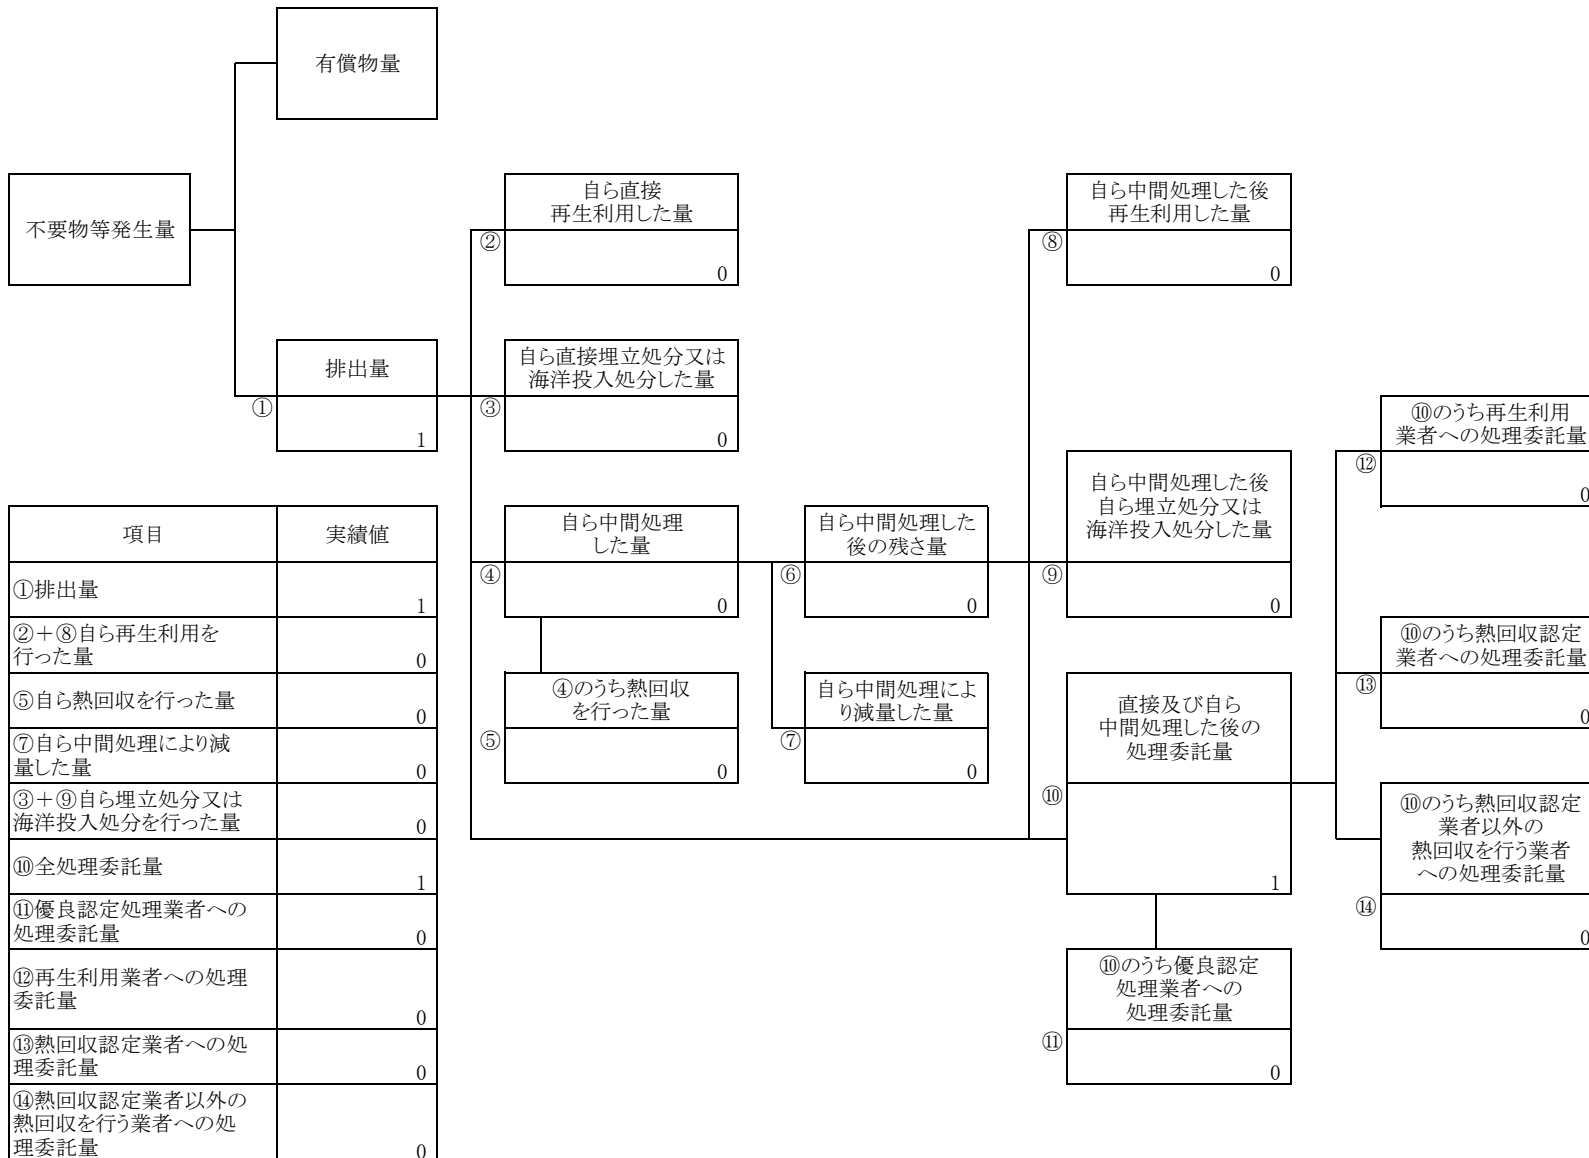 有償物量
不要物等発生量
自ら直接
再生利用した量
②
0
自ら中間処理した後
再生利用した量
⑧
0
排出量
①
1
自ら直接埋立処分又は
海洋投入処分した量
③
0
⑩のうち再生利用
業者への処理委託量
⑫
0
自ら中間処理
した量
④
0
自ら中間処理した
後の残さ量
⑥
0
自ら中間処理した後
自ら埋立処分又は
海洋投入処分した量
⑨
0
⑩のうち熱回収認定
業者への処理委託量
⑬
0
④のうち熱回収
を行った量
⑤
0
自ら中間処理によ
り減量した量
⑦
0
直接及び自ら
中間処理した後の
処理委託量
⑩
1
⑩のうち熱回収認定
業者以外の
熱回収を行う業者
への処理委託量
⑭
0
⑩のうち優良認定
処理業者への
処理委託量
⑪
0
項目 実績値
①排出量
1
②+⑧自ら再生利用を
行った量 0
⑤自ら熱回収を行った量
0
⑦自ら中間処理により減
量した量 0
③+⑨自ら埋立処分又は
海洋投入処分を行った量 0
⑩全処理委託量
1
⑪優良認定処理業者への
処理委託量 0
⑫再生利用業者への処理
委託量
0
⑬熱回収認定業者への処
理委託量 0
⑭熱回収認定業者以外の
熱回収を行う業者への処
理委託量 0